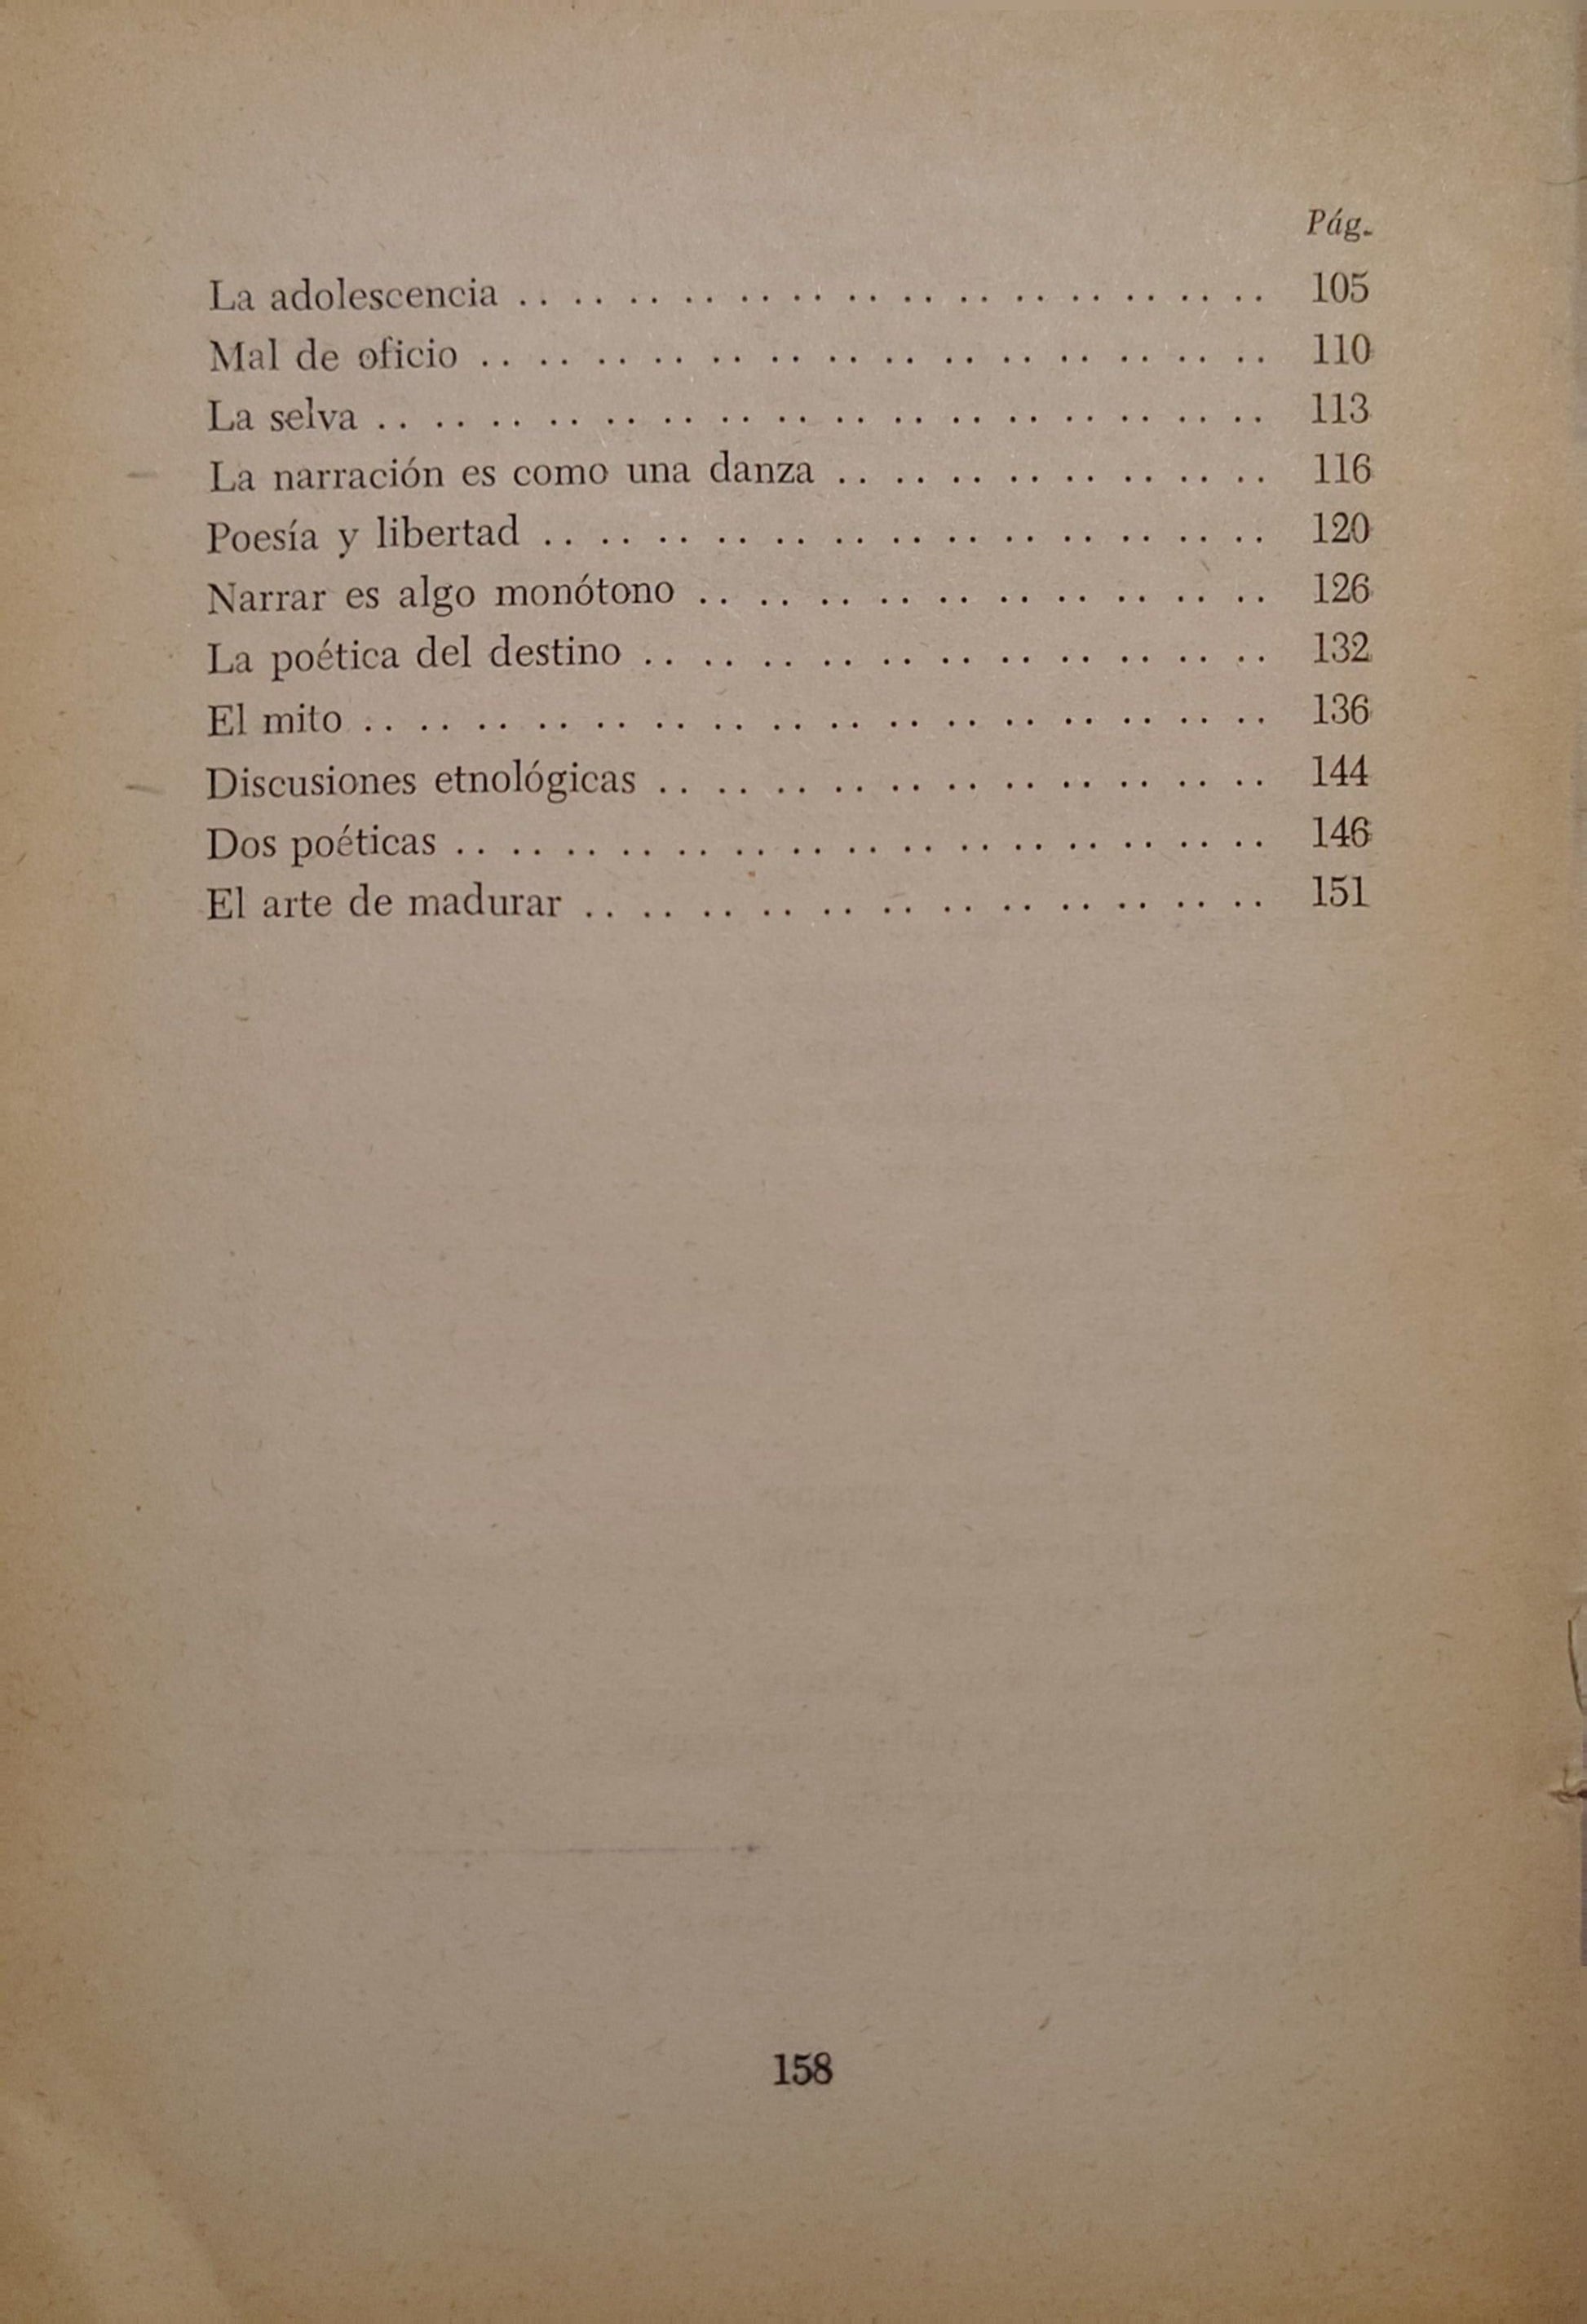 Pág.
La adolescencia . . . . . . . . . . . . . . . . . . . . . . . . . . . . 105
Mal de oficio . . . . . . . . . . . . . . . . . . . . . . . . . . . . 110
La selva . . . . . . . . . . . . . . . . . . . . . . . . . . . . . . . . 113
La narración es como una danza . . . . . . . . . . . . . . . . 116
Poesía y libertad . . . . . . . . . . . . . . . . . . . . . . . . . . 120
Narrar es algo monótono . . . . . . . . . . . . . . . . . . . . 126
La poética del destino . . . . . . . . . . . . . . . . . . . . . . 132
El mito . . . . . . . . . . . . . . . . . . . . . . . . . . . . . . . . 136
Discusiones etnológicas . . . . . . . . . . . . . . . . . . . . . . 144
Dos poéticas . . . . . . . . . . . . . . . . . . . . . . . . . . . . . . 146
El arte de madurar . . . . . . . . . . . . . . . . . . . . . . . . 151
158